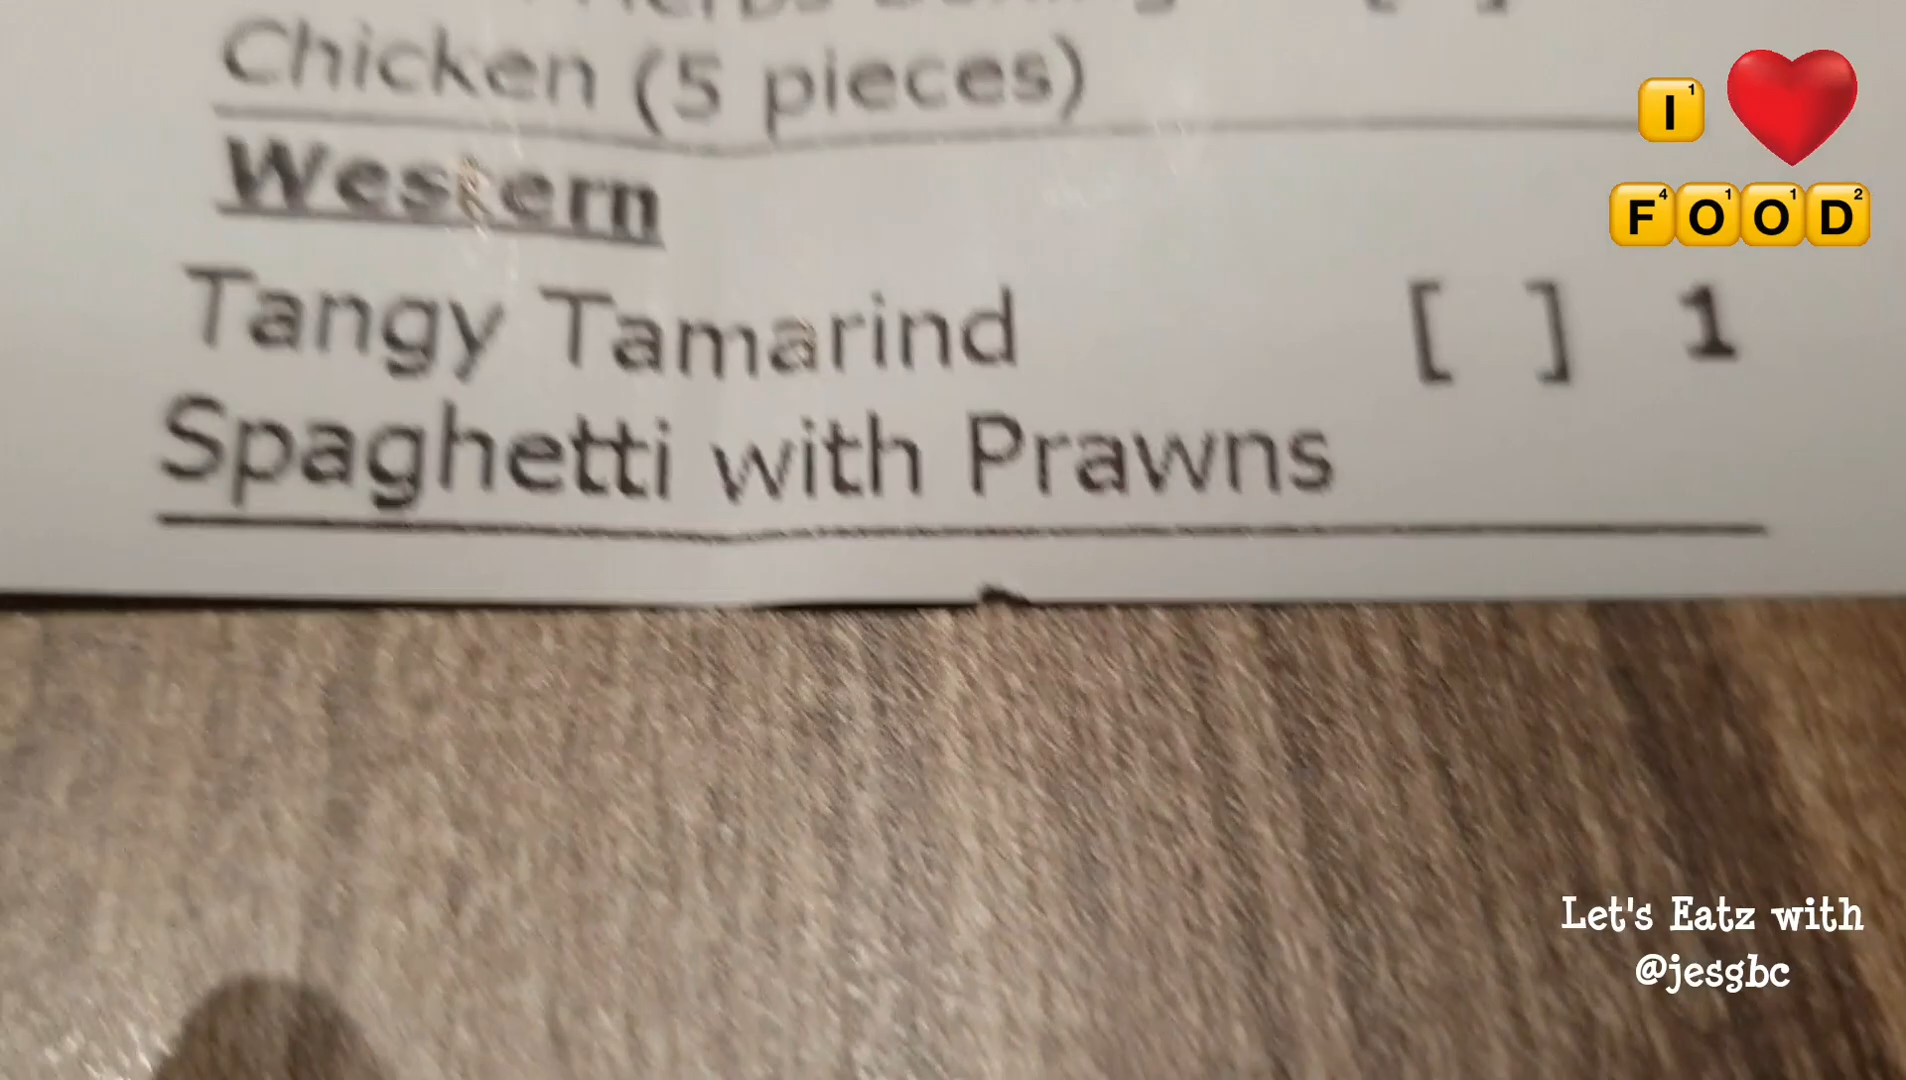 Chicken (5 pieces)
Western
Tangy Tamarind [ ] 1
Spaghetti with Prawns
I
FOOD
Let's Eatz with
@jesgbc